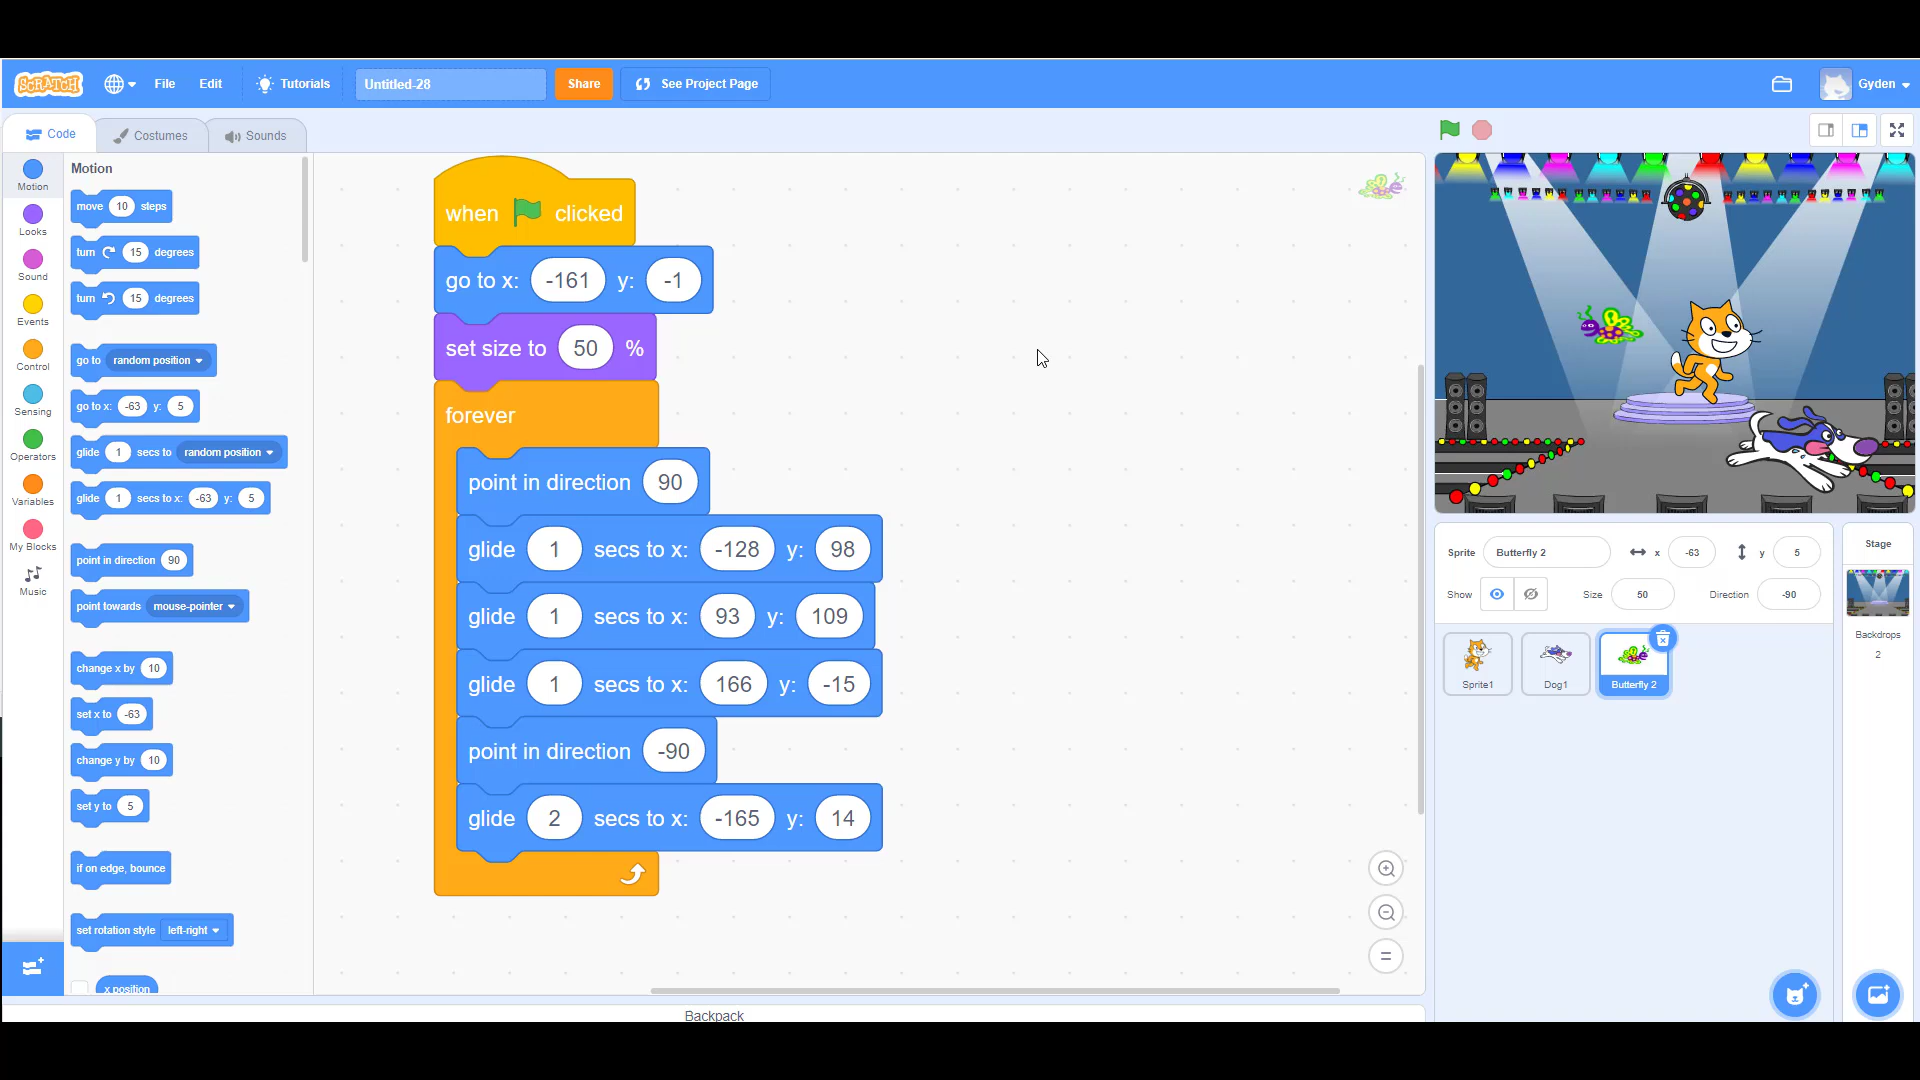 SCRATCH File Edit Tutorials Untitled-28 Share See Project Page Gyden
Code Costumes Sounds
Motion
Looks
Sound
Events
Control
Sensing
Operators
Variables
My Blocks
Music
Motion
move 10 steps
turn 15 degrees
turn 15 degrees
go to random position
go to x: -63 y: 5
glide 1 secs to random position
glide 1 secs to x: -63 y: 5
point in direction 90
point towards mouse-pointer
change x by 10
set x to -63
change y by 10
set y to 5
if on edge, bounce
set rotation style left-right
x position
when clicked
go to x: -161 y: -1
set size to 50 %
forever
point in direction 90
glide 1 secs to x: -128 y: 98
glide 1 secs to x: 93 y: 109
glide 1 secs to x: 166 y: -15
point in direction -90
glide 2 secs to x: -165 y: 14
Backpack
Sprite Butterfly 2 x -63 y 5
Show Size 50 Direction -90
Sprite1
Dog1
Butterfly 2
Stage
Backdrops
2